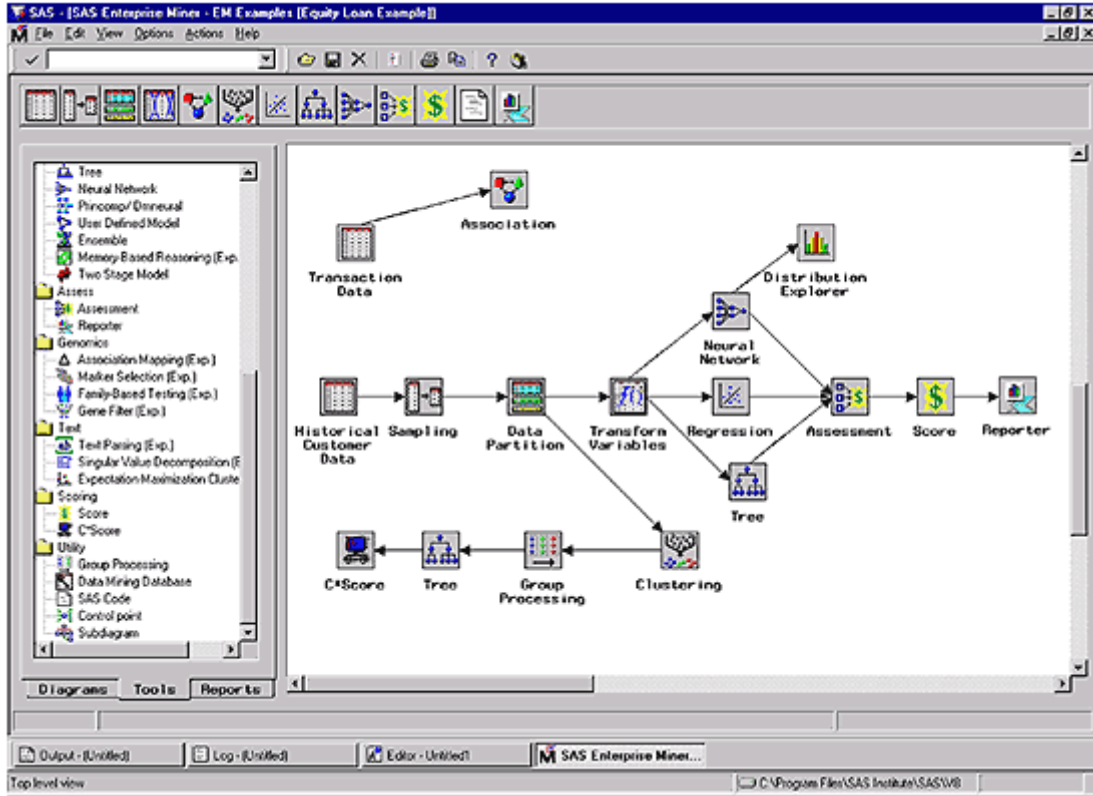 SAS - [SAS Enterprise Miner - EM Examples [Equity Loan Example]]
File Edit View Options Actions Help
Tree
Neural Network
Princomp/ Dmneural
User Defined Model
Ensemble
Memory-Based Reasoning (Exp.
Two Stage Model
Assess
Assessment
Reporter
Genomics
Association Mapping (Exp.)
Marker Selection (Exp.)
Family-Based Testing (Exp.)
Gene Filter (Exp.)
Text
Text Parsing (Exp.)
Singular Value Decomposition (E
Expectation-Maximization Cluste
Scoring
Score
C*Score
Utility
Group Processing
Data Mining Database
SAS Code
Control point
Subdiagram
Diagrams Tools Reports
Association
Transaction
Data
Distribution
Explorer
Neural
Network
Historical
Customer
Data
Sampling
Data
Partition
Transform
Variables
Regression
Assessment
Score
Reporter
Tree
C*Score
Tree
Group
Processing
Clustering
Output - (Untitled) Log - (Untitled) Editor - Untitled1 SAS Enterprise Miner...
Top level view C:\Program Files\SAS Institute\SAS\V8